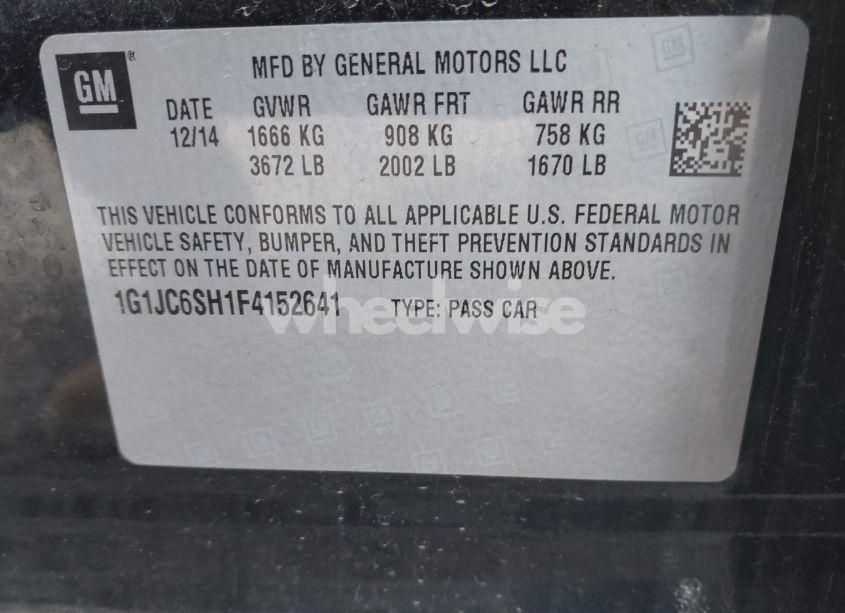 GM ® MFD BY GENERAL MOTORS LLC
DATE GVWR GAWR FRT GAWR RR
12/14 1666 KG 908 KG 758 KG
3672 LB 2002 LB 1670 LB
THIS VEHICLE CONFORMS TO ALL APPLICABLE U.S. FEDERAL MOTOR
VEHICLE SAFETY, BUMPER, AND THEFT PREVENTION STANDARDS IN
EFFECT ON THE DATE OF MANUFACTURE SHOWN ABOVE.
1G1JC6SH1F4152641 TYPE: PASS CAR
wheelwise